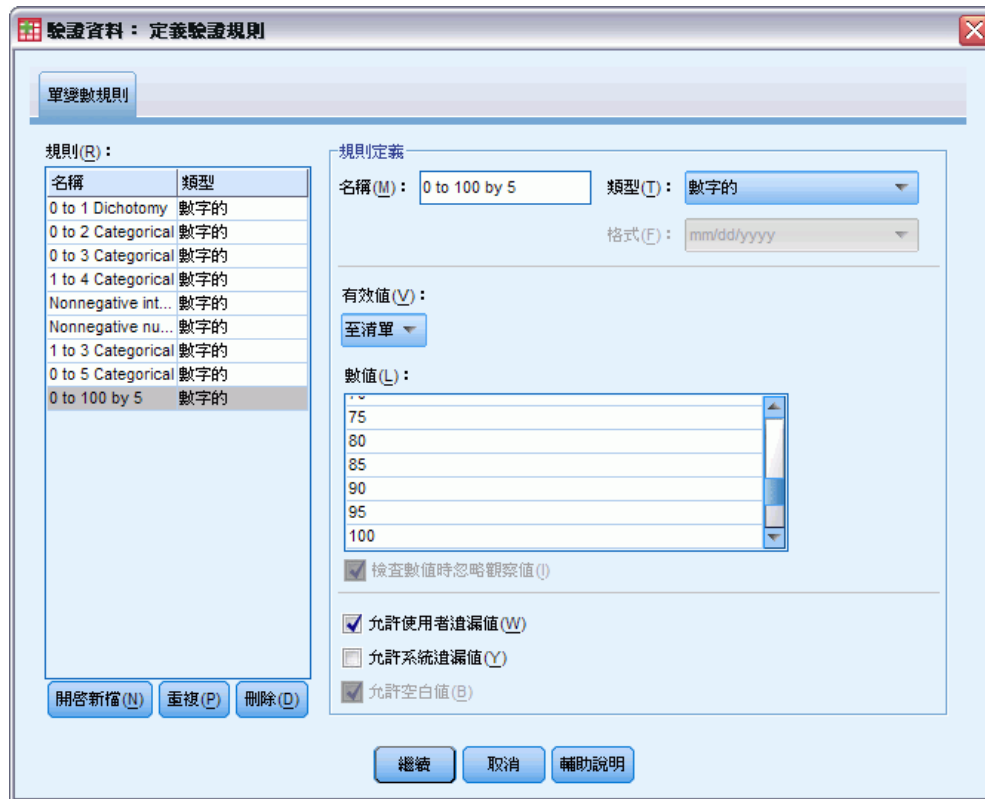 驗證資料： 定義驗證規則
單變數規則
規則(R)：
名稱 類型
0 to 1 Dichotomy 數字的
0 to 2 Categorical 數字的
0 to 3 Categorical 數字的
1 to 4 Categorical 數字的
Nonnegative int... 數字的
Nonnegative nu... 數字的
1 to 3 Categorical 數字的
0 to 5 Categorical 數字的
0 to 100 by 5 數字的
開啓新檔(N) 重複(P) 刪除(D)
規則定義
名稱(M)： 0 to 100 by 5 類型(T)： 數字的
格式(F)： mm/dd/yyyy
有效值(V)：
至清單
數值(L)：
75
80
85
90
95
100
檢查數值時忽略觀察值(I)
允許使用者遺漏值(W)
允許系統遺漏值(Y)
允許空白值(B)
繼續 取消 輔助說明